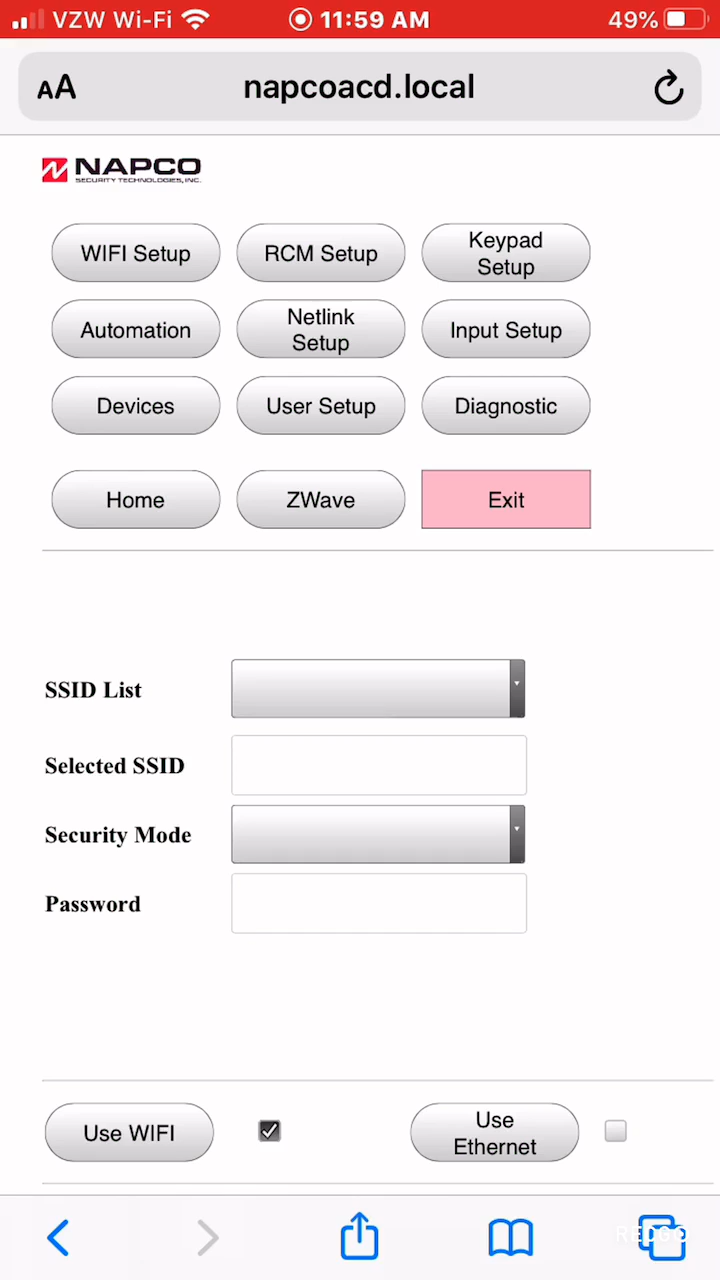 VZW Wi-Fi 11:59 AM 49%
AA napcoacd.local
NAPCO
SECURITY TECHNOLOGIES, INC.
WIFI Setup
RCM Setup
Keypad
Setup
Automation
Netlink
Setup
Input Setup
Devices
User Setup
Diagnostic
Home
ZWave
Exit
SSID List
Selected SSID
Security Mode
Password
Use WIFI
Use
Ethernet